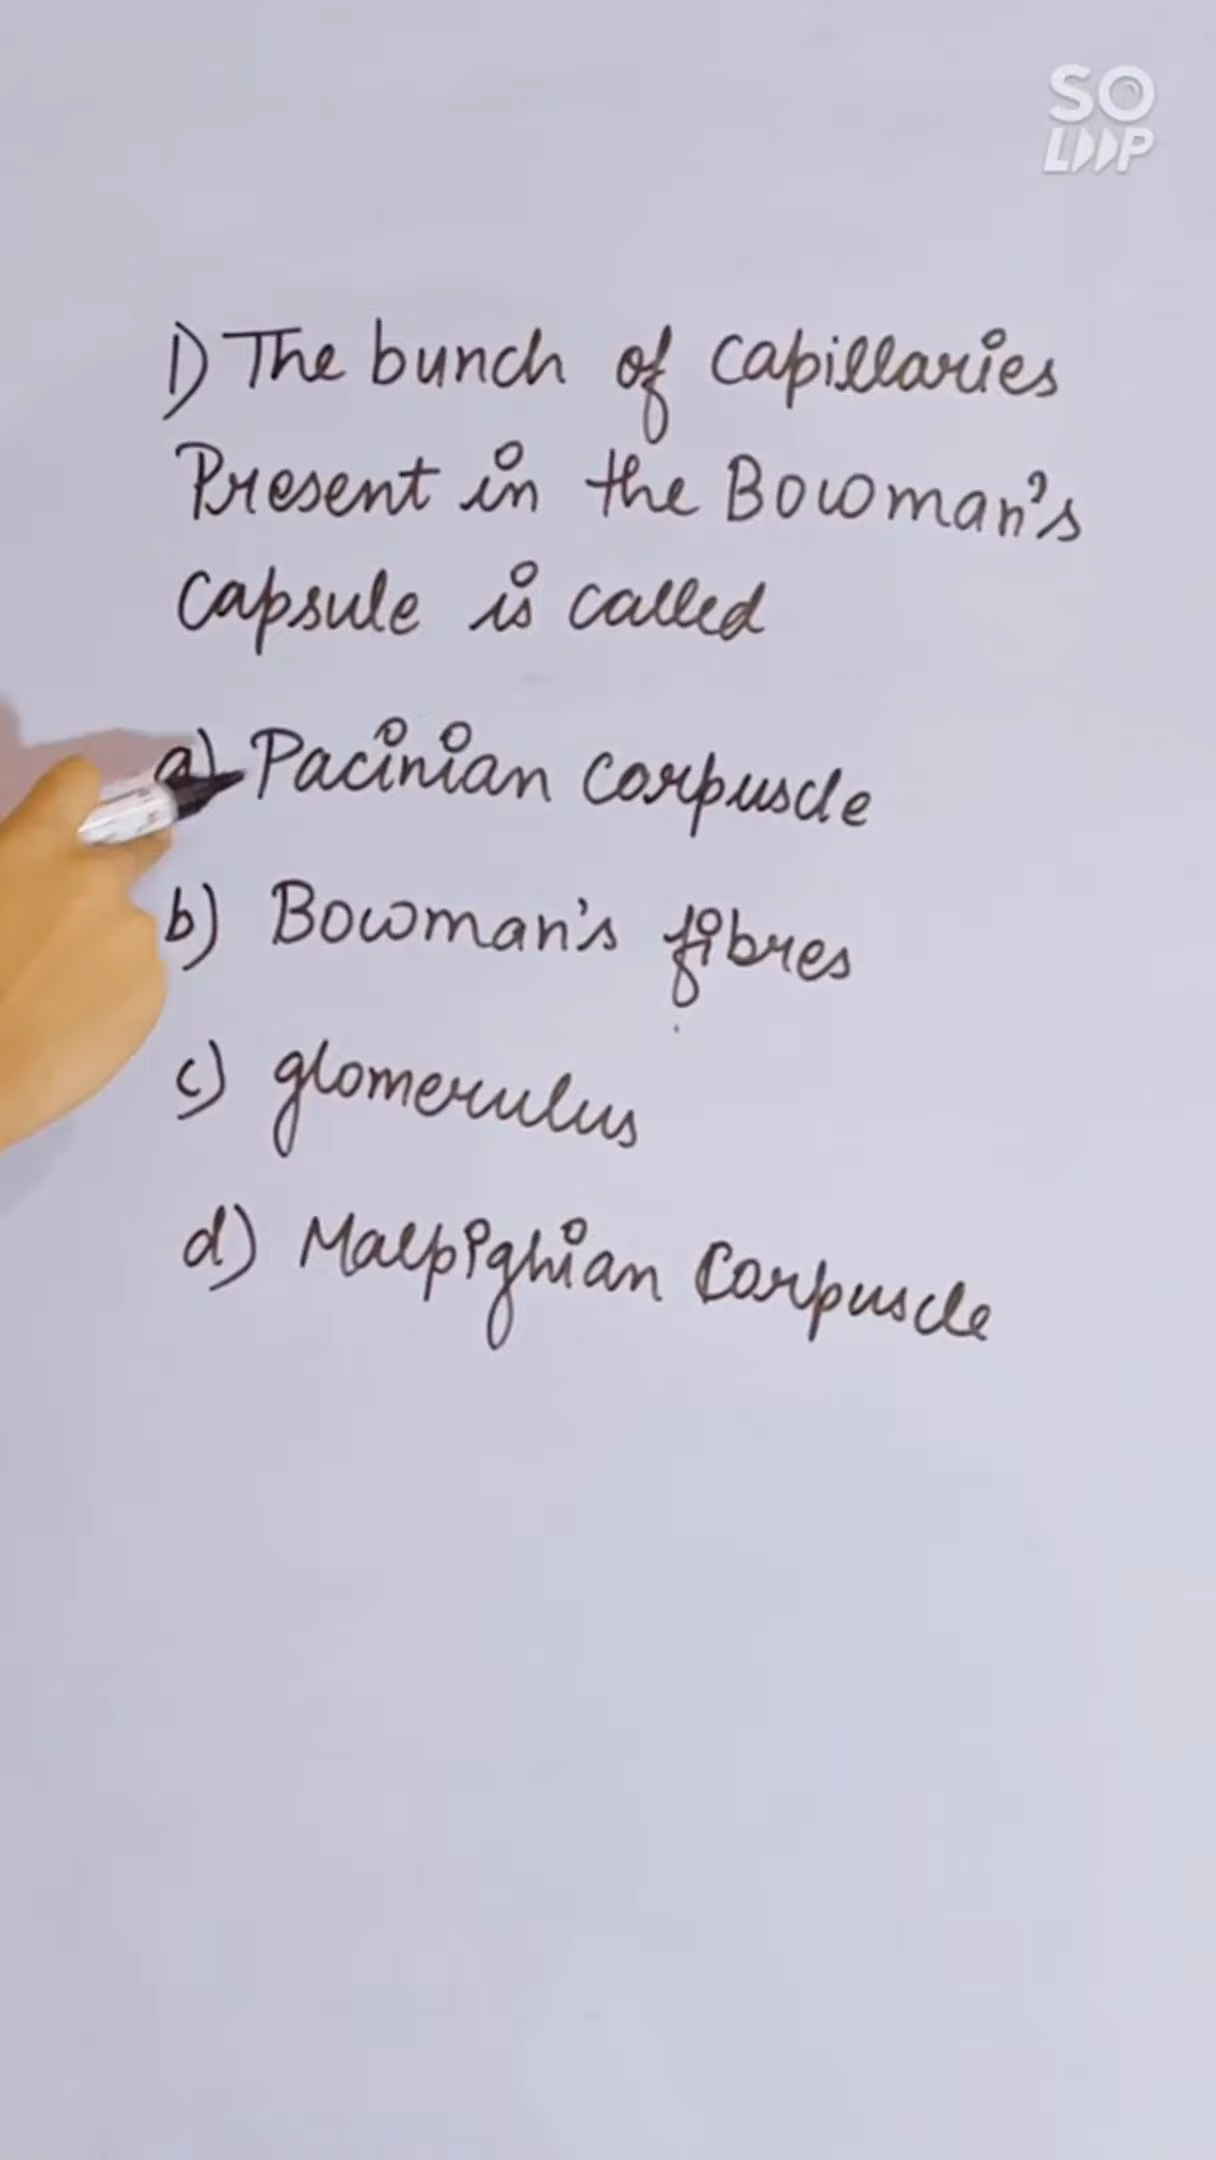 SO
LOOP
1) The bunch of capillaries
Present in the Bowman's
capsule is called
a) Pacinian corpuscle
b) Bowman's fibres
c) glomerulus
d) Malpighian Corpuscle